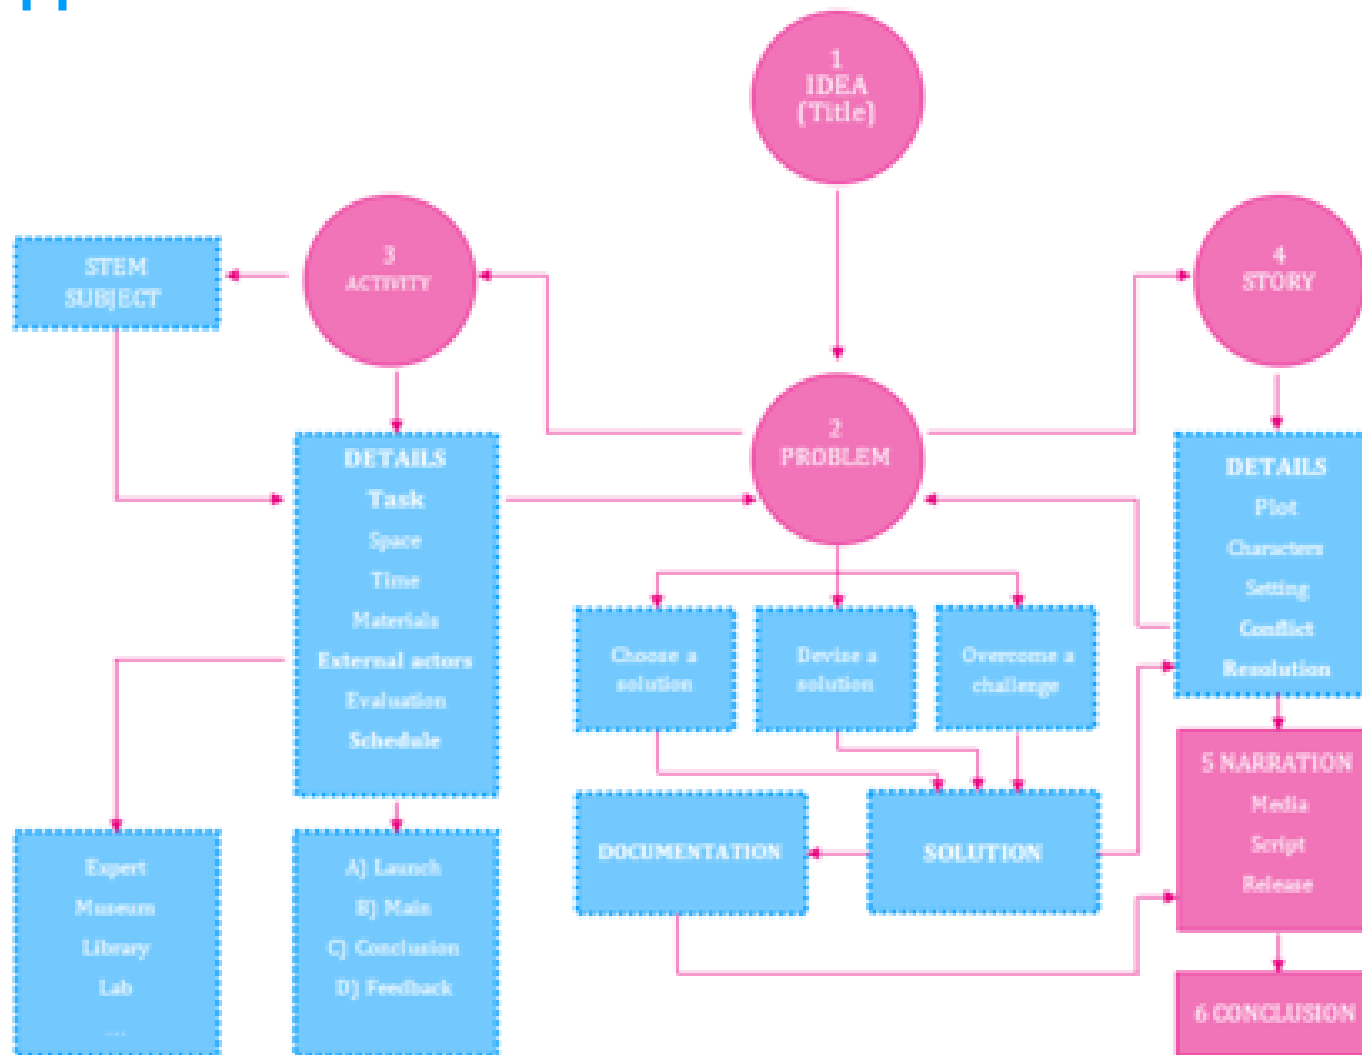 1
IDEA
(Title)
3
ACTIVITY
4
STORY
STEM
SUBJECT
2
PROBLEM
DETAILS
Task
Space
Time
Materials
External actors
Evaluation
Schedule
DETAILS
Plot
Characters
Setting
Conflict
Resolution
Choose a
solution
Devise a
solution
Overcome a
challenge
5 NARRATION
Media
Script
Release
DOCUMENTATION
SOLUTION
Expert
Museum
Library
Lab
....
A) Launch
B) Main
C) Conclusion
D) Feedback
6 CONCLUSION